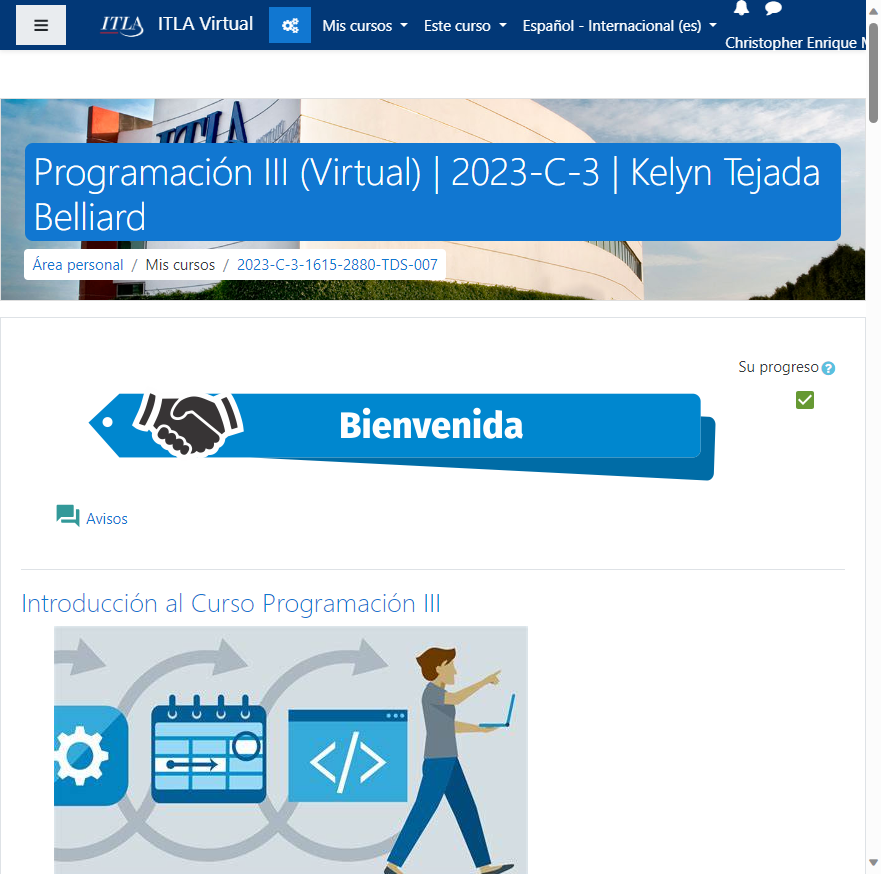 ITLA ITLA Virtual Mis cursos Este curso Español - Internacional (es)
Christopher Enrique
ITLA
Programación III (Virtual) | 2023-C-3 | Kelyn Tejada
Belliard
Área personal / Mis cursos / 2023-C-3-1615-2880-TDS-007
Su progreso
Bienvenida
Avisos
Introducción al Curso Programación III
</>